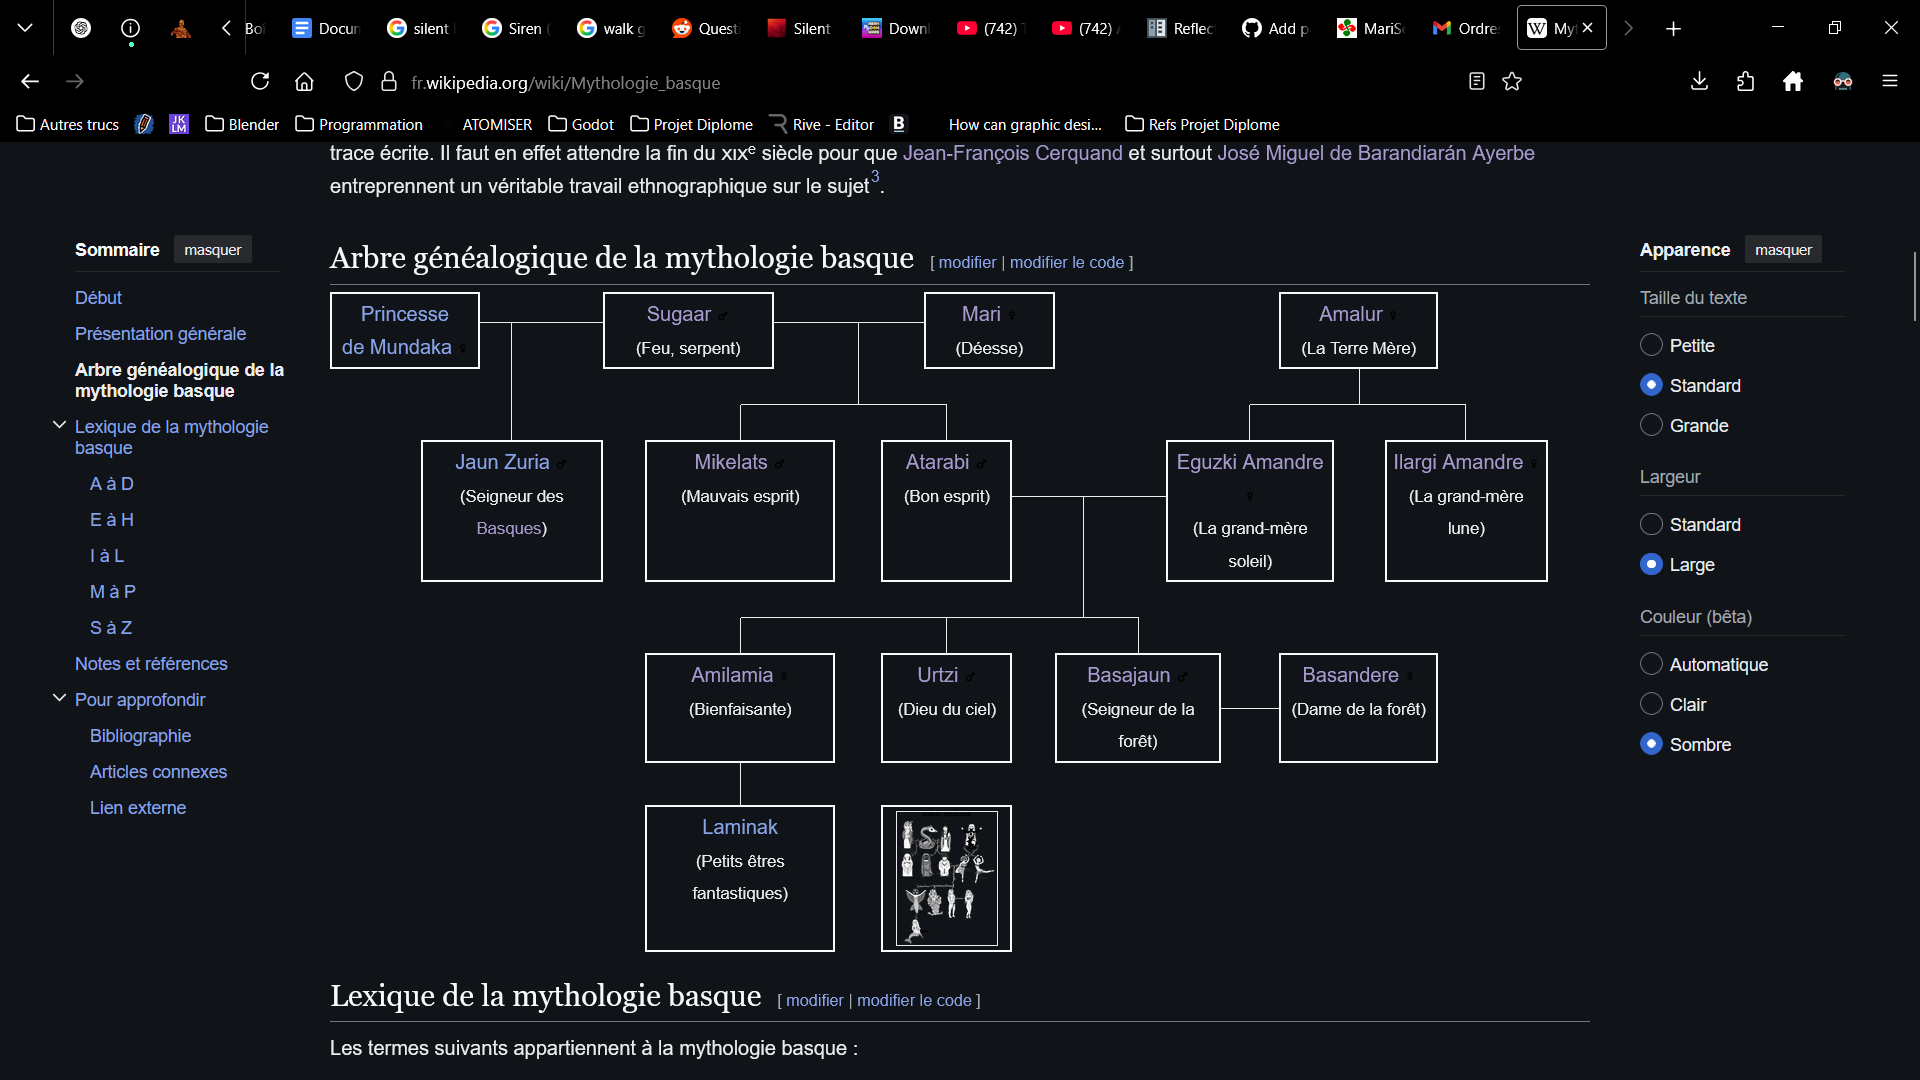 Docun
silent
Siren (
walk g
Questi
Silent
Downl
(742)
(742)
Reflec
Add p
MariS
Ordre
My
fr.wikipedia.org/wiki/Mythologie_basque
Autres trucs
JK
LM
Blender
Programmation
ATOMISER
Godot
Projet Diplome
Rive - Editor
B
How can graphic desi...
Refs Projet Diplome
trace écrite. Il faut en effet attendre la fin du XIXe siècle pour que Jean-François Cerquand et surtout José Miguel de Barandiarán Ayerbe
entreprennent un véritable travail ethnographique sur le sujet3.
Sommaire masquer
Début
Présentation générale
Arbre généalogique de la
mythologie basque
Lexique de la mythologie
basque
A à D
E à H
I à L
M à P
S à Z
Notes et références
Pour approfondir
Bibliographie
Articles connexes
Lien externe
Arbre généalogique de la mythologie basque [ modifier | modifier le code ]
Princesse
de Mundaka ♀
Sugaar ♂
(Feu, serpent)
Mari ♀
(Déesse)
Amalur ♀
(La Terre Mère)
Jaun Zuria ♂
(Seigneur des
Basques)
Mikelats ♂
(Mauvais esprit)
Atarabi ♂
(Bon esprit)
Eguzki Amandre
♀
(La grand-mère
soleil)
Ilargi Amandre ♀
(La grand-mère
lune)
Amilamia ♀
(Bienfaisante)
Urtzi ♂
(Dieu du ciel)
Basajaun ♂
(Seigneur de la
forêt)
Basandere ♀
(Dame de la forêt)
Laminak
(Petits êtres
fantastiques)
Lexique de la mythologie basque [ modifier | modifier le code ]
Les termes suivants appartiennent à la mythologie basque :
Apparence masquer
Taille du texte
Petite
Standard
Grande
Largeur
Standard
Large
Couleur (bêta)
Automatique
Clair
Sombre